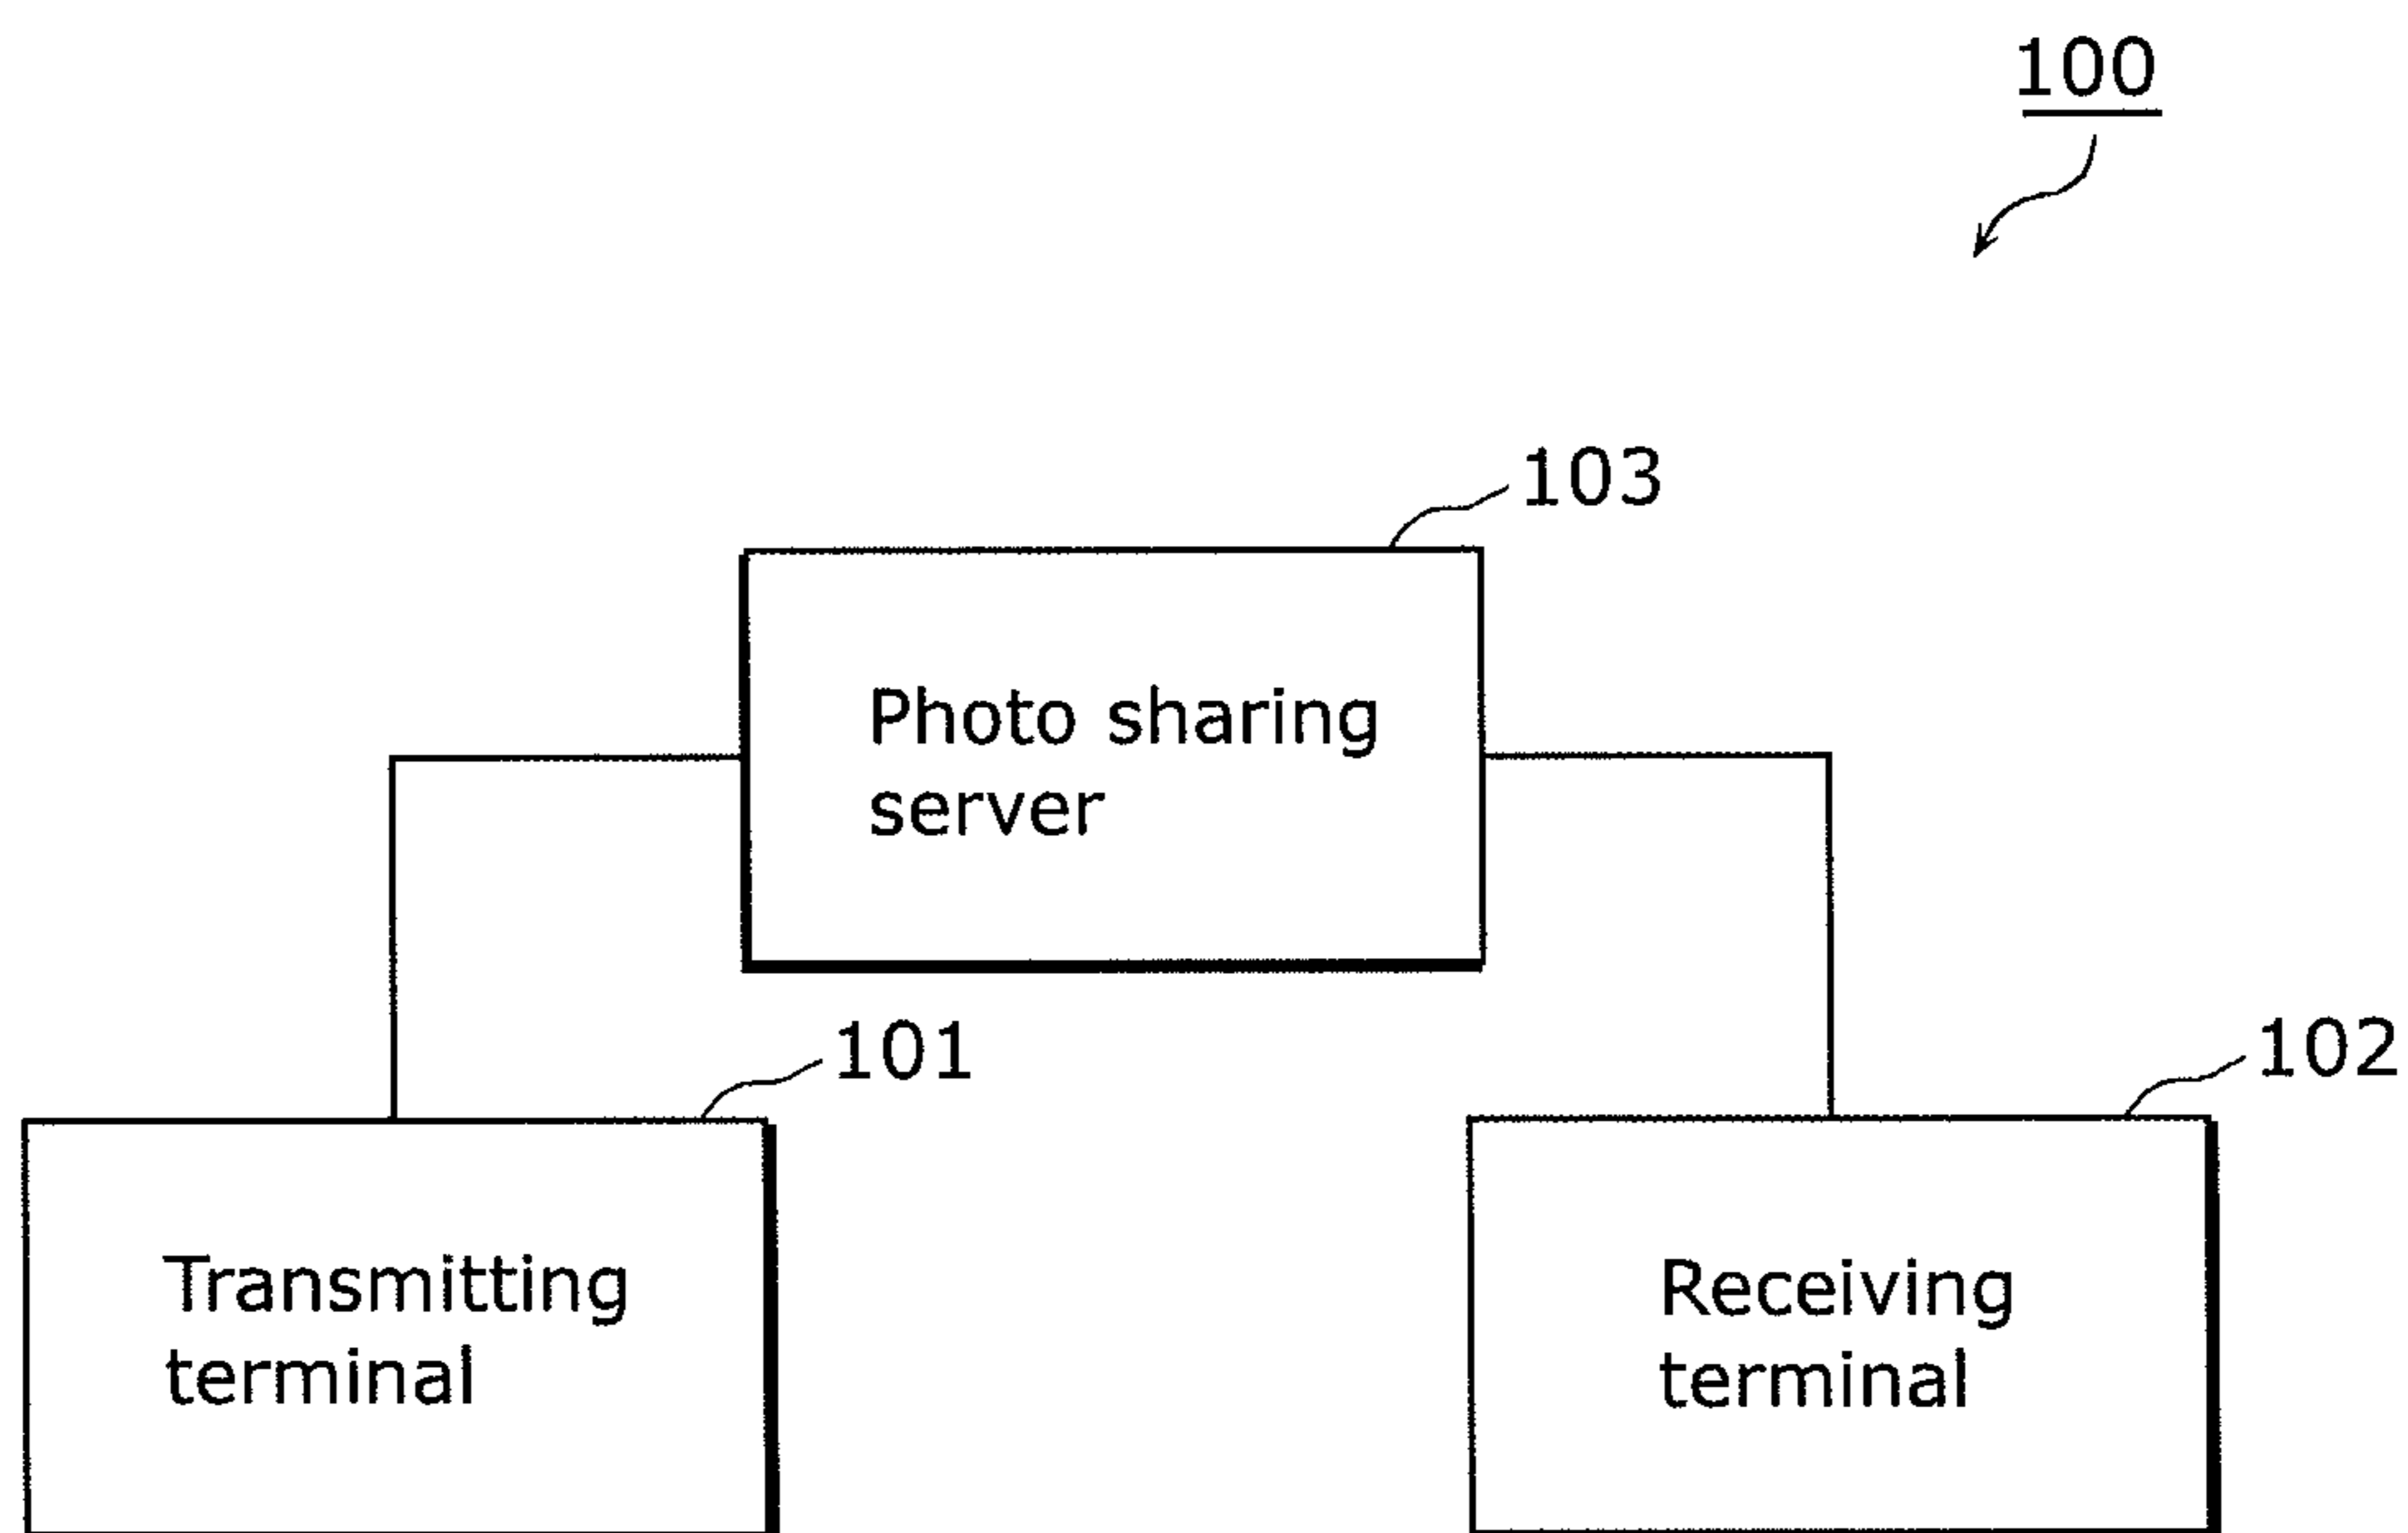 100
103
Photo sharing
server
101
102
Transmitting
terminal
Receiving
terminal